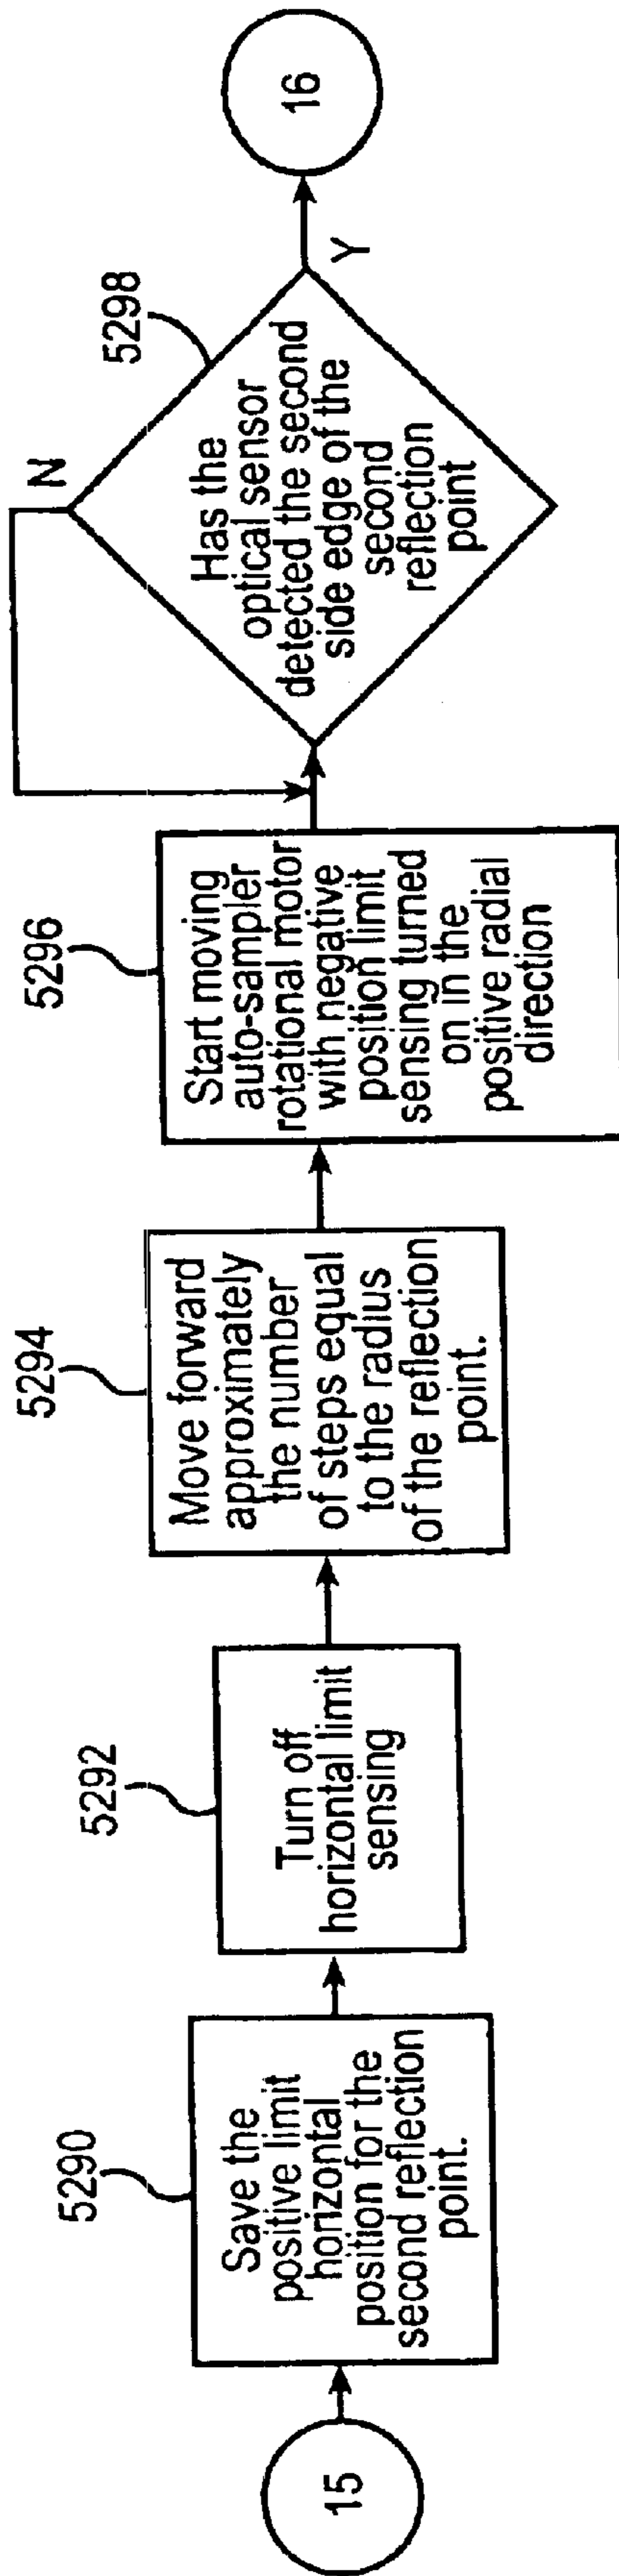 15
5290
Save the
positive limit
horizontal
position for the
second reflection
point.
5292
Turn off
horizontal limit
sensing
5294
Move forward
approximately
the number
of steps equal
to the radius
of the reflection
point.
5296
Start moving
auto-sampler
rotational motor
with negative
position limit
sensing turned
on in the
positive radial
direction
5298
Has the
optical sensor
detected the second
side edge of the
second
reflection
point
N
Y
16